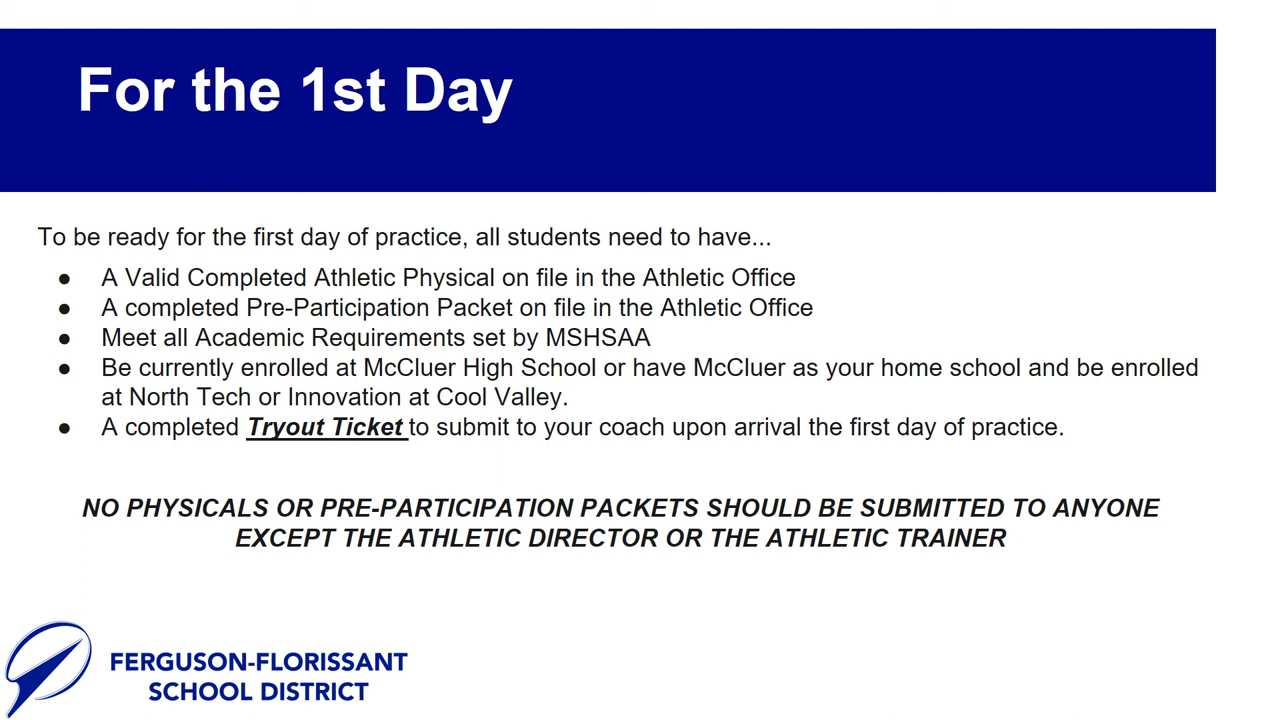 For the 1st Day
To be ready for the first day of practice, all students need to have...
● A Valid Completed Athletic Physical on file in the Athletic Office
● A completed Pre-Participation Packet on file in the Athletic Office
● Meet all Academic Requirements set by MSHSAA
● Be currently enrolled at McCluer High School or have McCluer as your home school and be enrolled
at North Tech or Innovation at Cool Valley.
● A completed Tryout Ticket to submit to your coach upon arrival the first day of practice.
NO PHYSICALS OR PRE-PARTICIPATION PACKETS SHOULD BE SUBMITTED TO ANYONE
EXCEPT THE ATHLETIC DIRECTOR OR THE ATHLETIC TRAINER
FERGUSON-FLORISSANT
SCHOOL DISTRICT